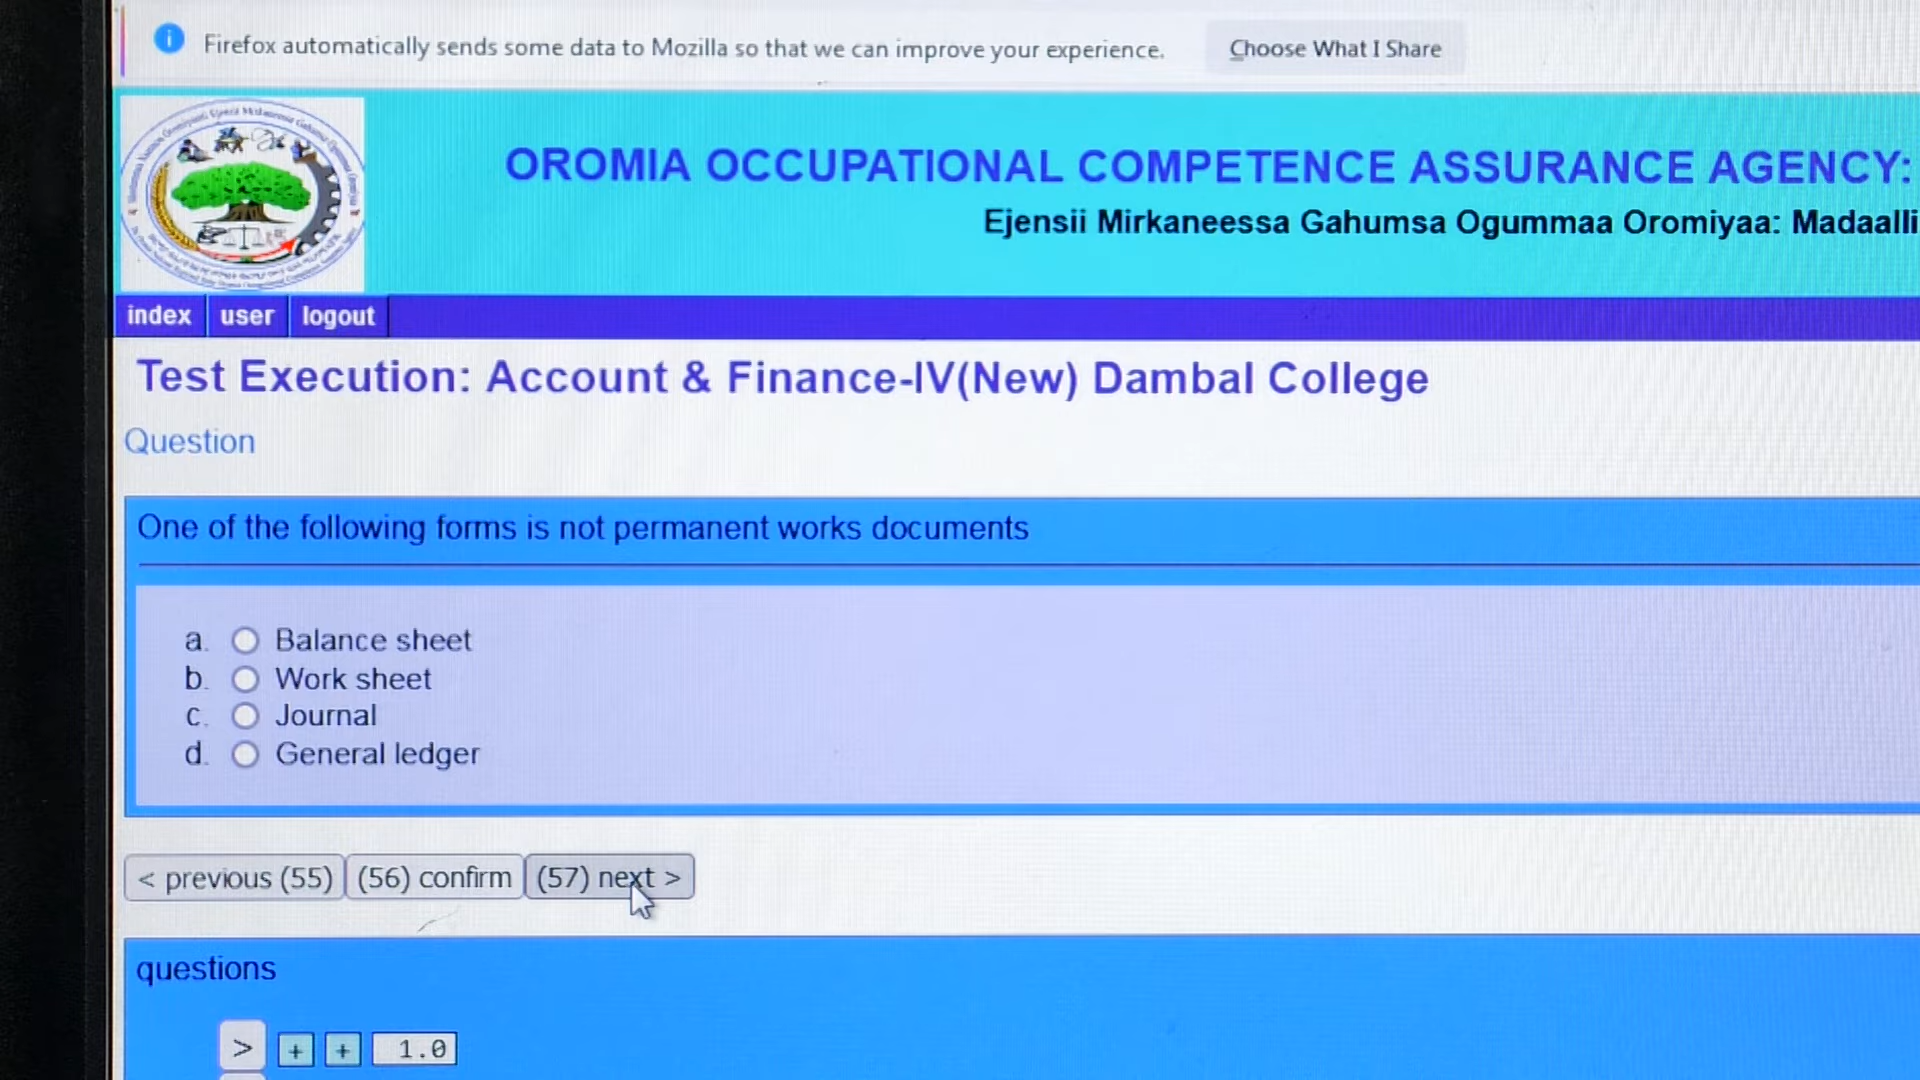 Firefox automatically sends some data to Mozilla so that we can improve your experience. Choose What I Share
OROMIA OCCUPATIONAL COMPETENCE ASSURANCE AGENCY:
Ejensii Mirkaneessa Gahumsa Ogummaa Oromiyaa: Madaalli
index user logout
Test Execution: Account & Finance-IV(New) Dambal College
Question
One of the following forms is not permanent works documents
a. Balance sheet
b. Work sheet
c. Journal
d. General ledger
< previous (55) (56) confirm (57) next >
questions
> + + 1.0